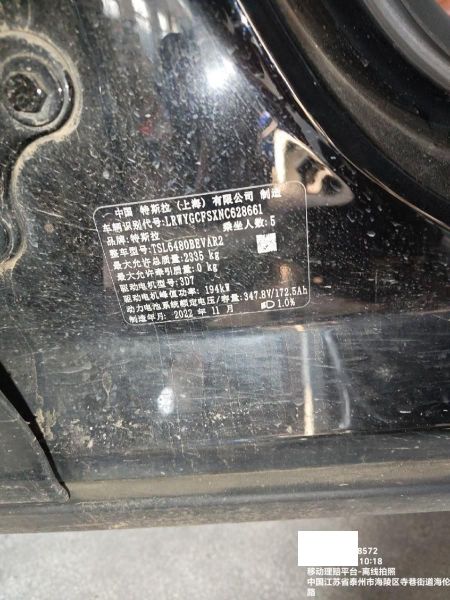 中国 特斯拉 (上海) 有限公司 制造
车辆识别代号:LRWYGCFSXNC628661
品牌:特斯拉 乘坐人数:5
整车型号:TSL6480BEVAR2
最大允许总质量:2335 kg
最大允许牵引质量:0 kg
驱动电机型号:3D7
驱动电机峰值功率: 194kW
动力电池系统额定电压/容量:347.8V/172.5Ah
制造年月: 2022 年 11 月 1.0%
8572
10:18
移动理赔平台-离线拍照
中国江苏省泰州市海陵区寺巷街道海伦
路